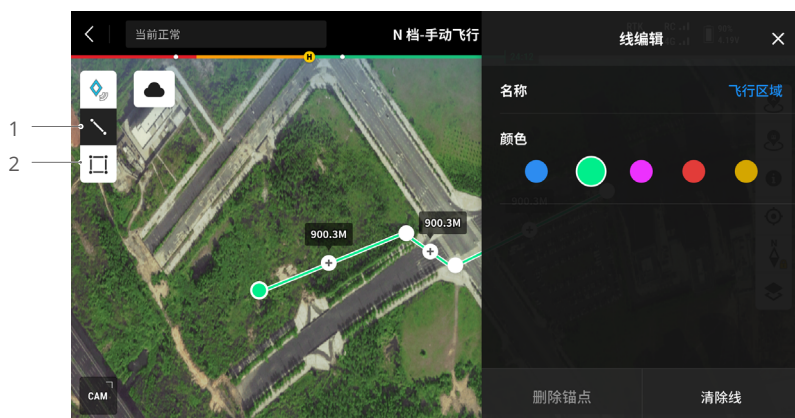 当前正常
N 档-手动飞行
线编辑
H
1
2
名称
飞行区域
颜色
900.3M
900.3M
CAM
删除锚点
清除线